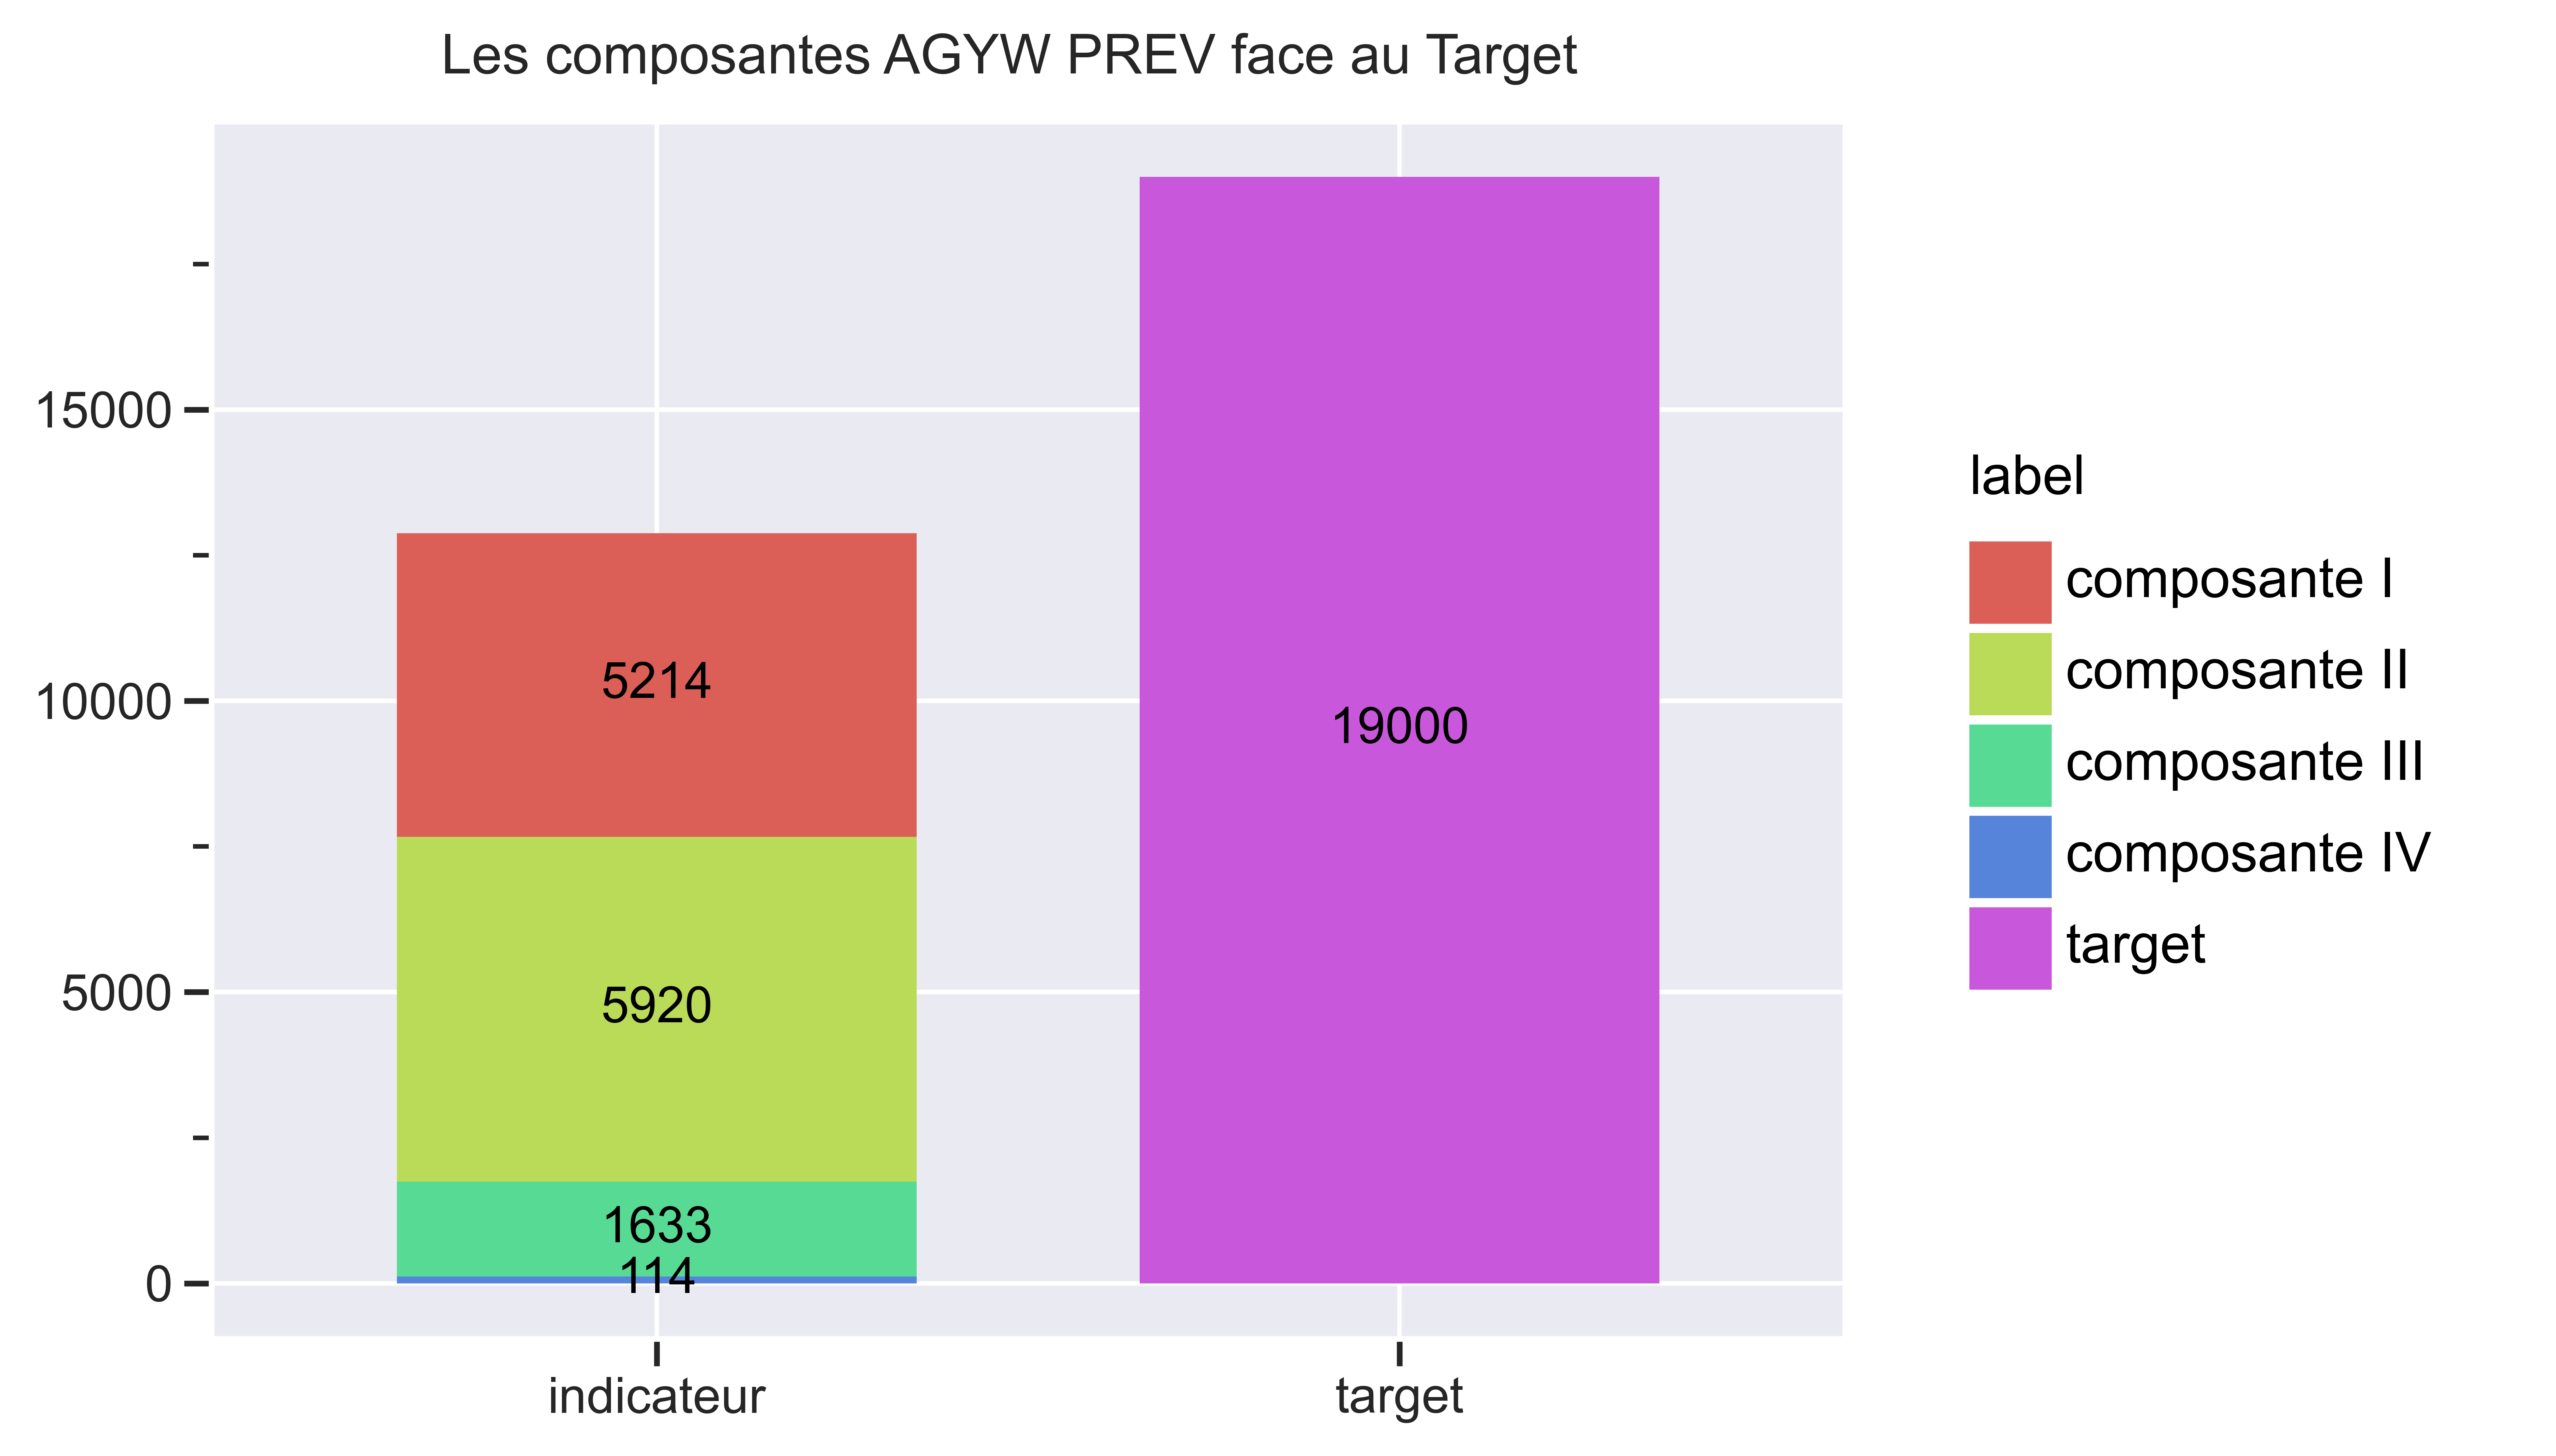 Les composantes AGYW PREV face au Target
15000
10000
5000
0
5214
5920
1633
114
19000
indicateur
target
label
composante I
composante II
composante III
composante IV
target